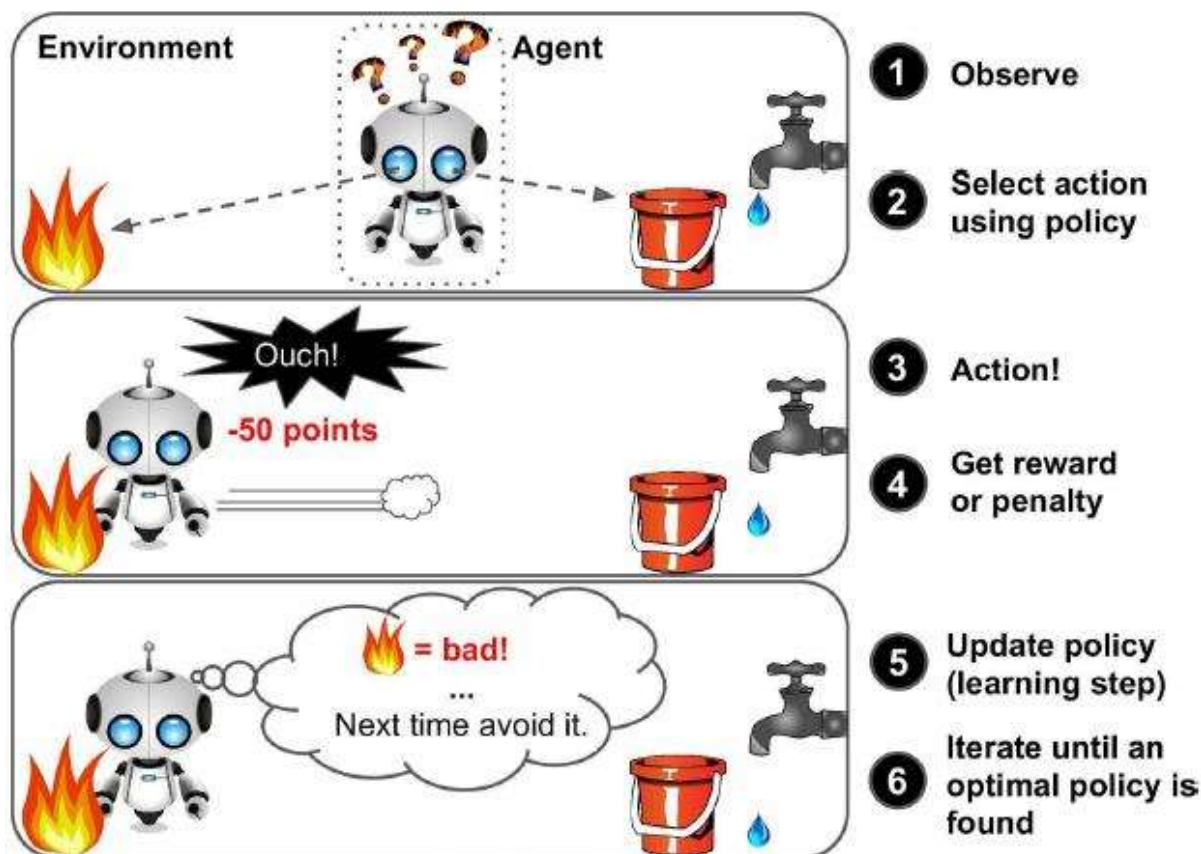 Environment
Agent
? ? ?
1 Observe
2 Select action
using policy
Ouch!
-50 points
3 Action!
4 Get reward
or penalty
= bad!
...
Next time avoid it.
5 Update policy
(learning step)
6 Iterate until an
optimal policy is
found